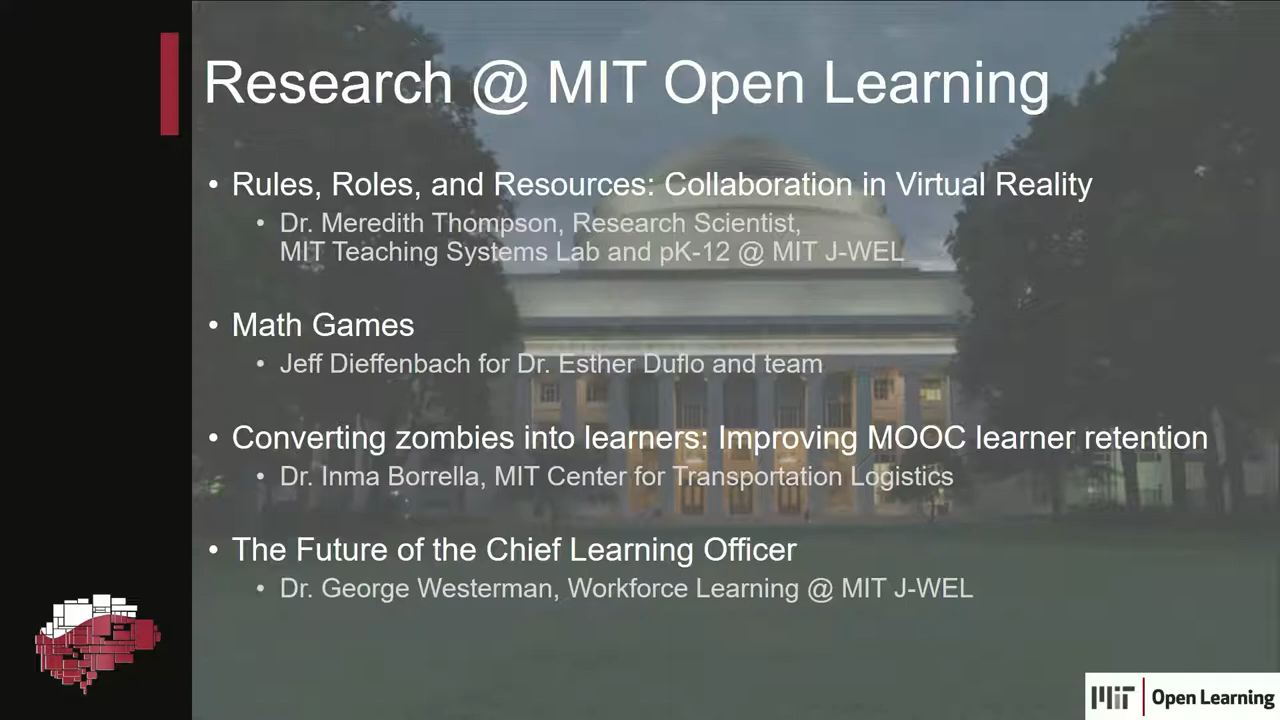 Research @ MIT Open Learning
• Rules, Roles, and Resources: Collaboration in Virtual Reality
• Dr. Meredith Thompson, Research Scientist,
MIT Teaching Systems Lab and pK-12 @ MIT J-WEL
• Math Games
• Jeff Dieffenbach for Dr. Esther Duflo and team
• Converting zombies into learners: Improving MOOC learner retention
• Dr. Inma Borrella, MIT Center for Transportation Logistics
• The Future of the Chief Learning Officer
• Dr. George Westerman, Workforce Learning @ MIT J-WEL
MIT Open Learning